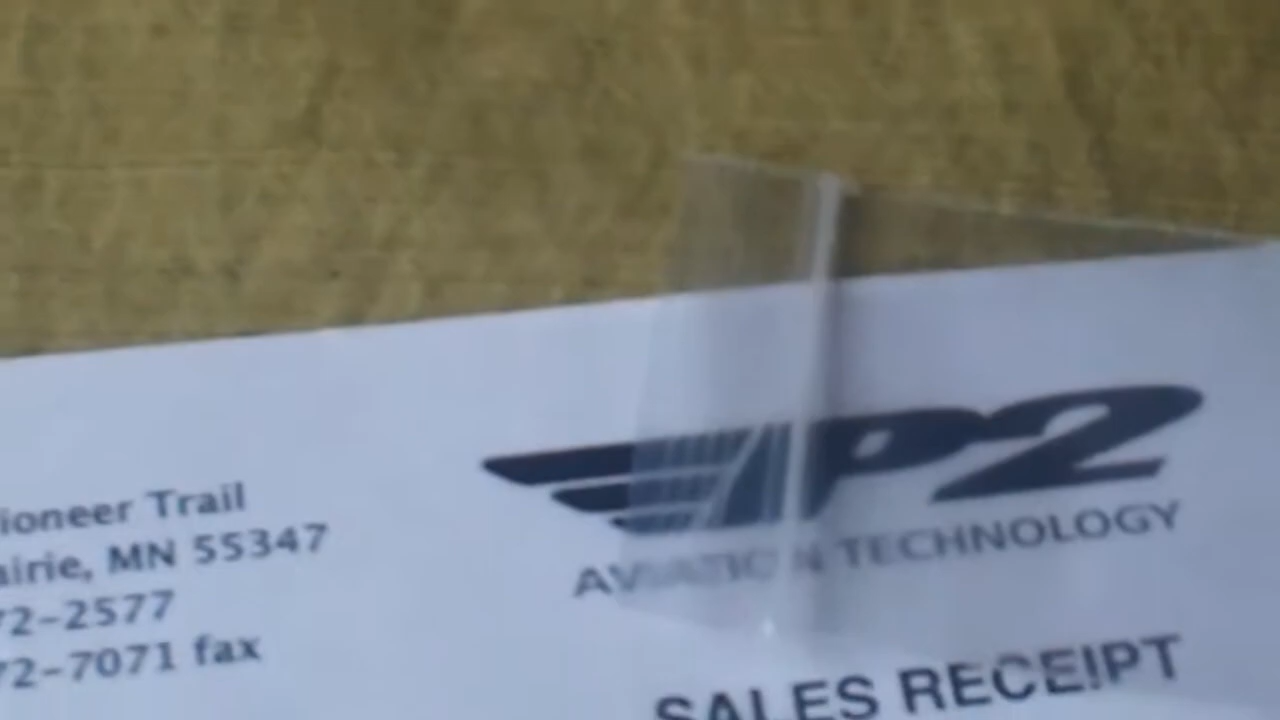 ioneer Trail
airie, MN 55347
72-2577
72-7071 fax
P2
AVIATION TECHNOLOGY
SALES RECEIPT